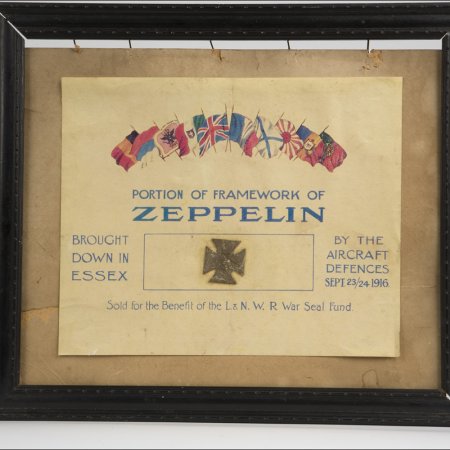 PORTION OF FRAMEWORK OF
ZEPPELIN
BROUGHT
DOWN IN
ESSEX
BY THE
AIRCRAFT
DEFENCES
SEPT 23/24 1916.
Sold for the Benefit of the L & N. W. R War Seal Fund.